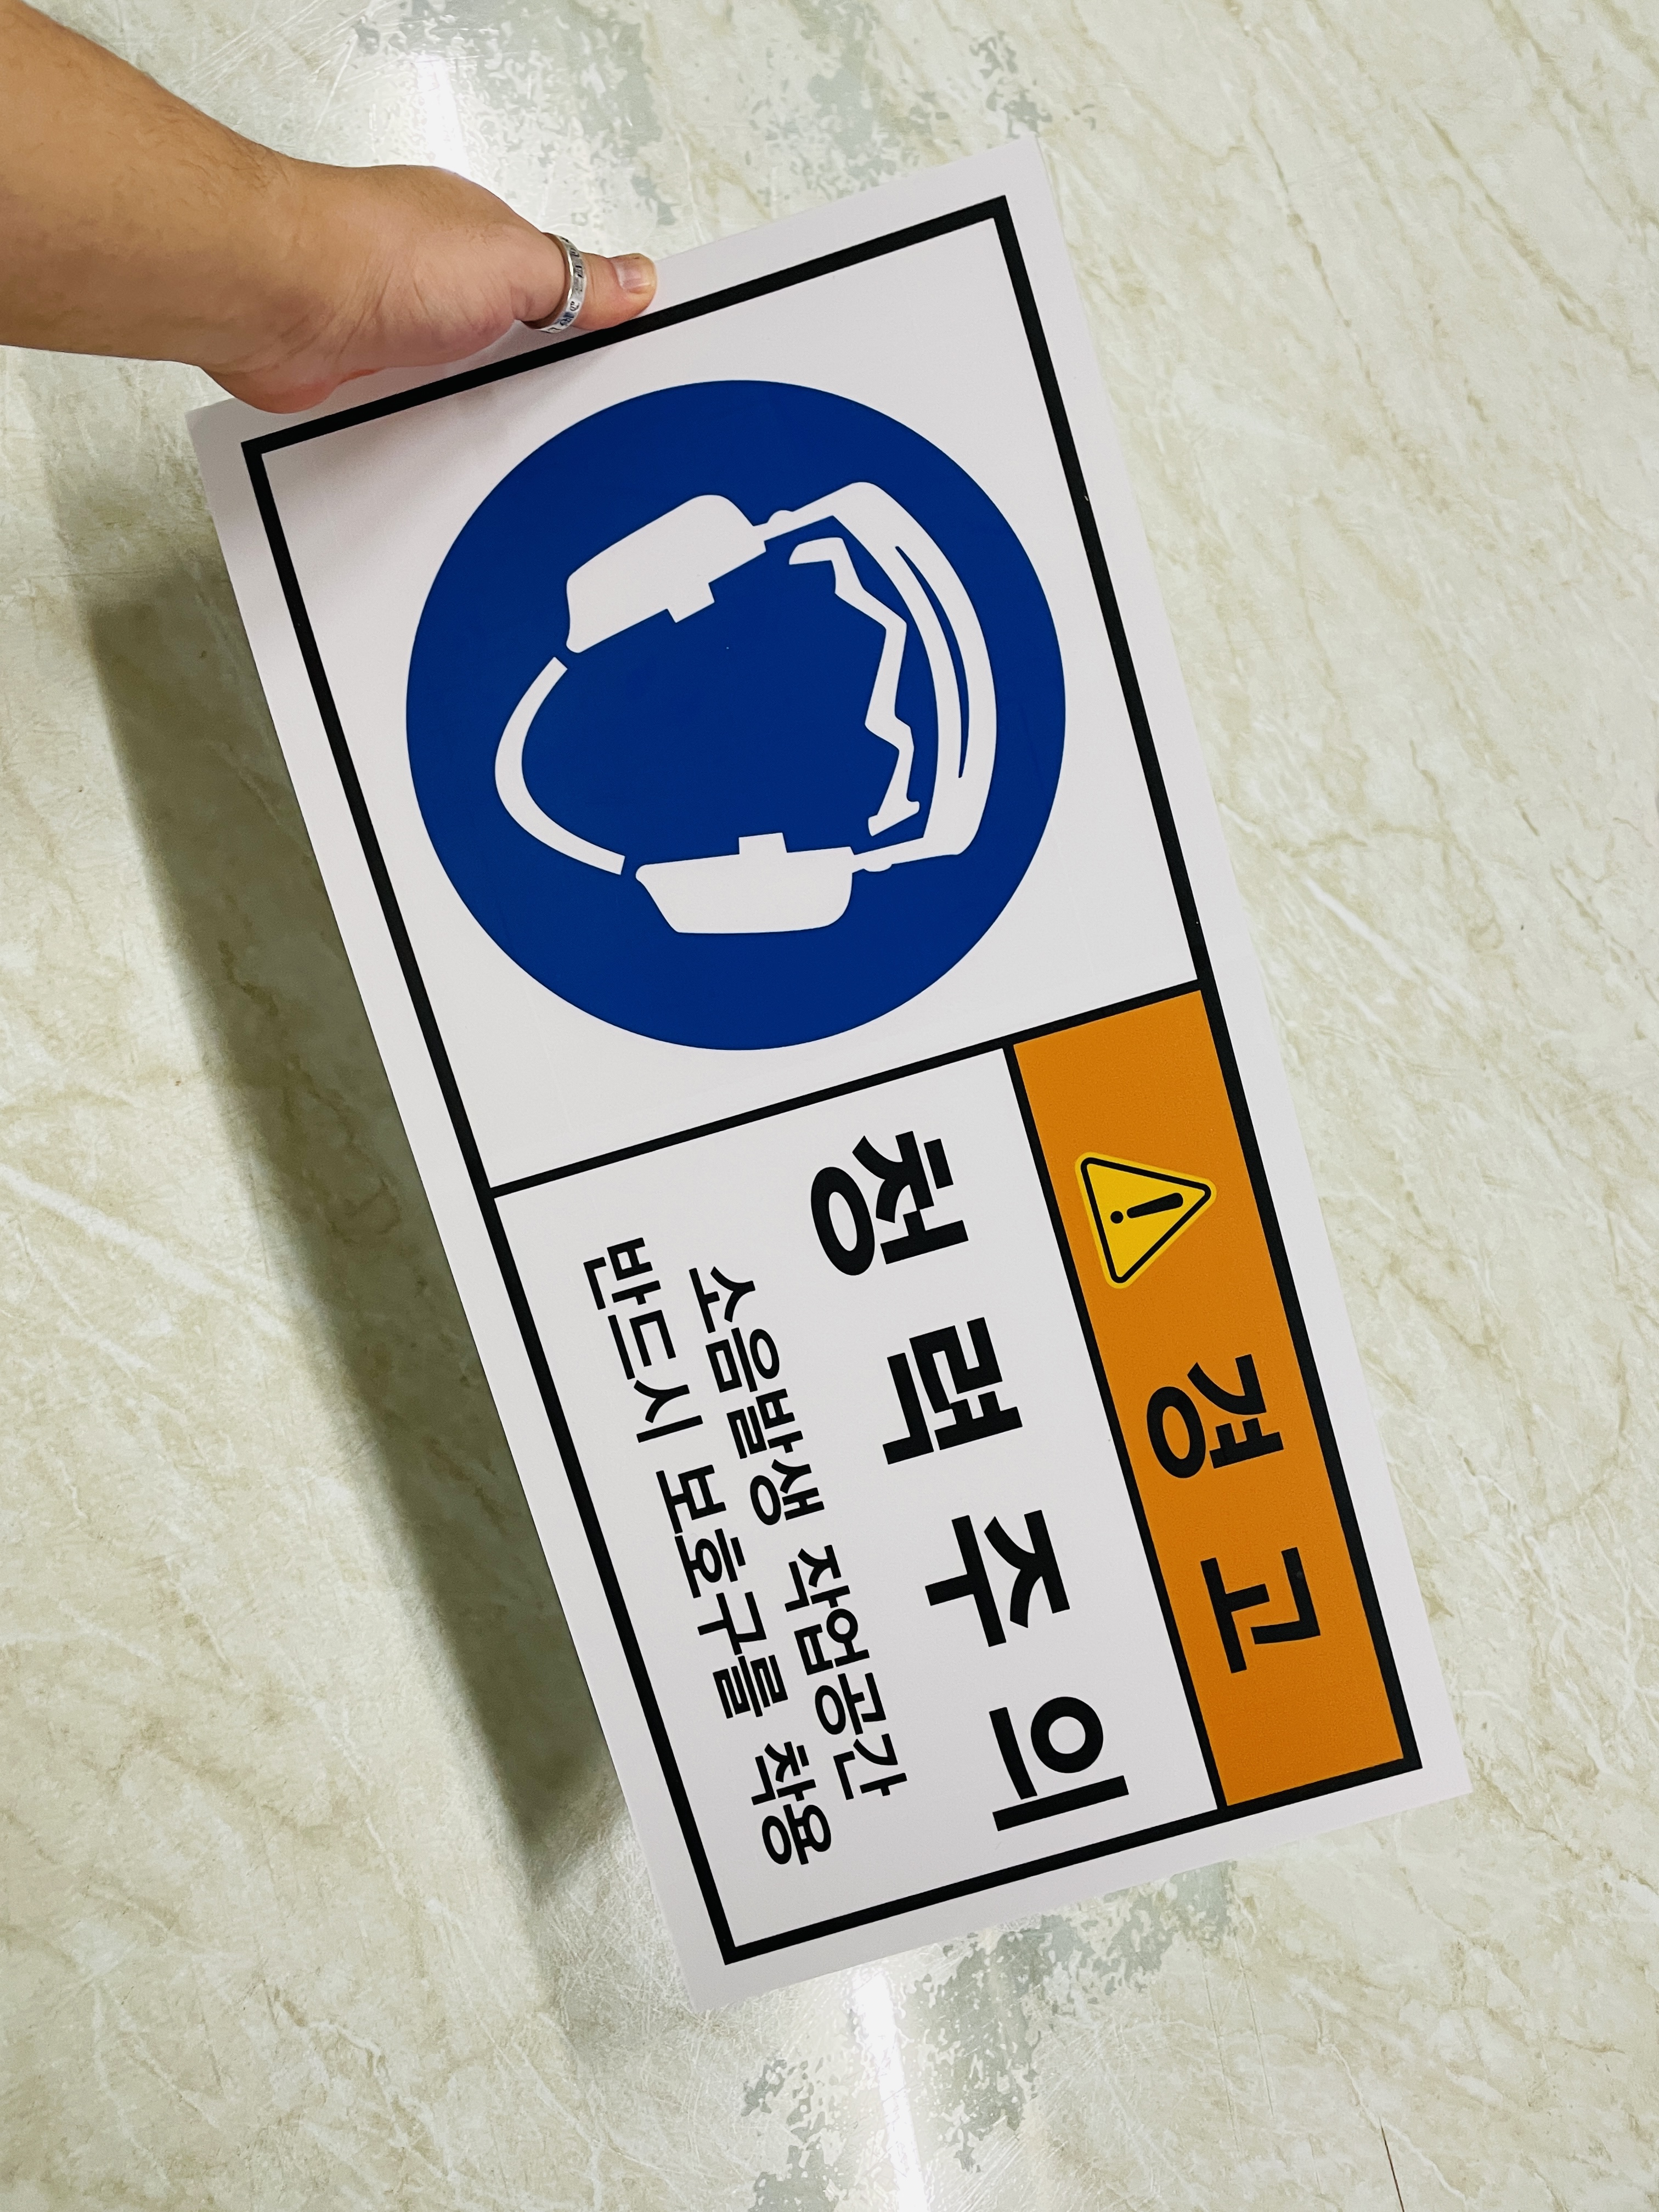 경고
청력주의
소음발생 작업공간
반드시 보호구를 착용